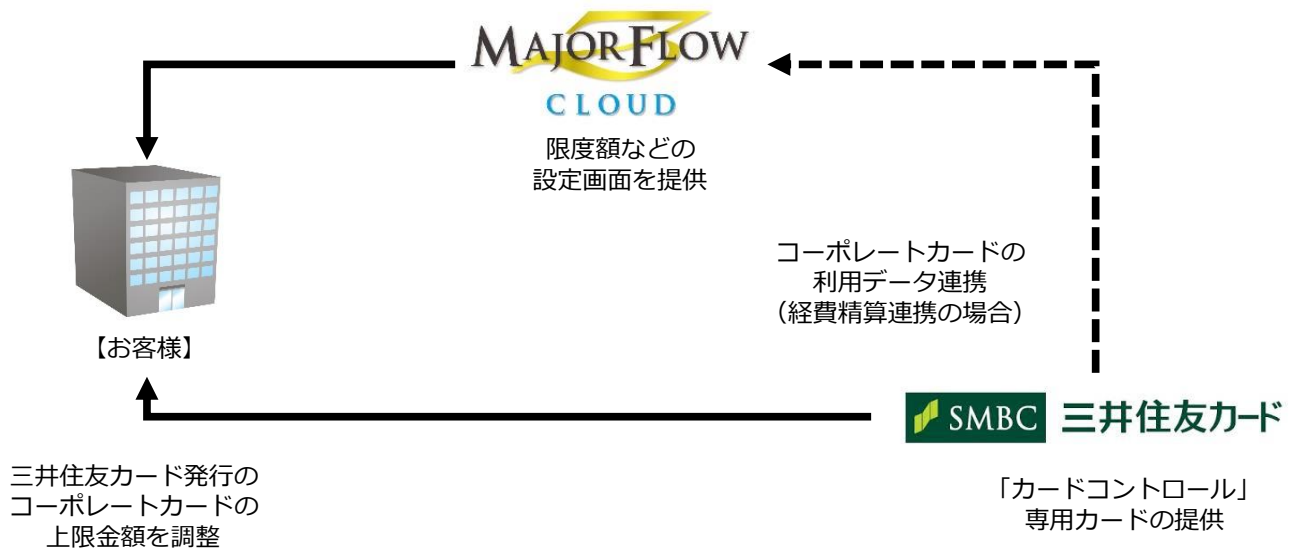 MAJOR FLOW
CLOUD
限度額などの
設定画面を提供
コーポレートカードの
利用データ連携
（経費精算連携の場合）
【お客様】
SMBC 三井住友カード
三井住友カード発行の
コーポレートカードの
上限金額を調整
「カードコントロール」
専用カードの提供